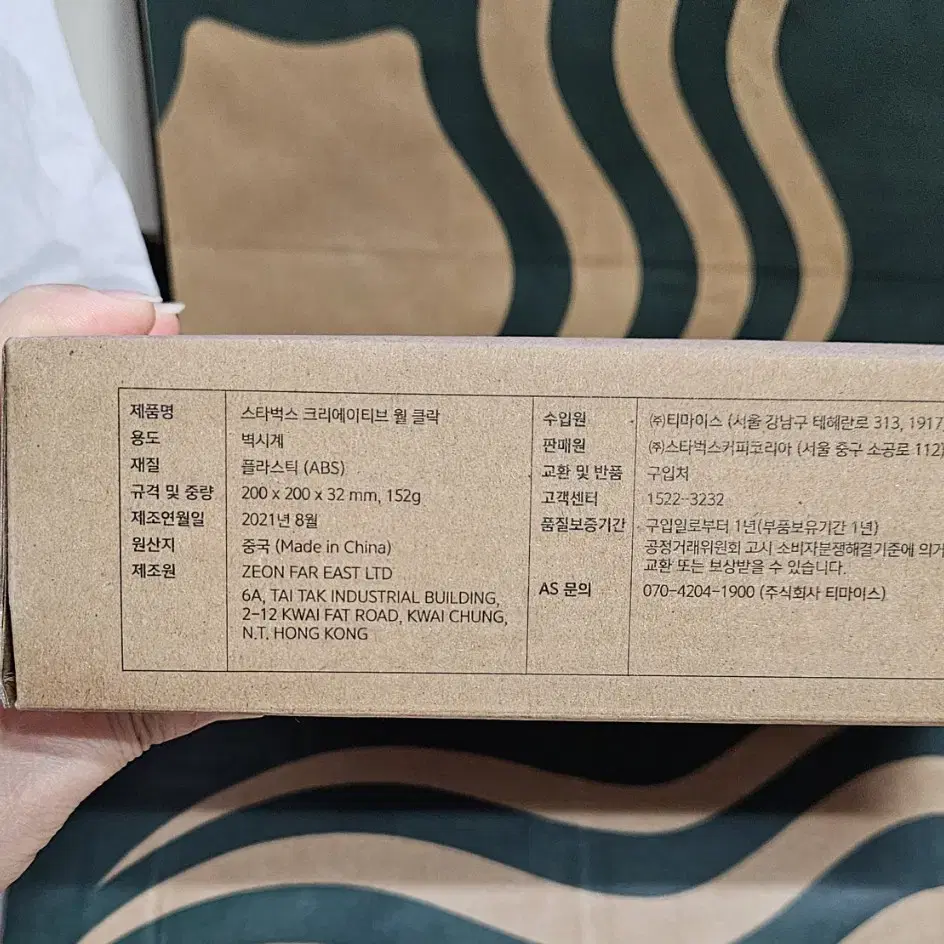 제품명 스타벅스 크리에이티브 월 클락
용도 벽시계
재질 플라스틱 (ABS)
규격 및 중량 200 x 200 x 32 mm, 152g
제조연월일 2021년 8월
원산지 중국 (Made in China)
제조원 ZEON FAR EAST LTD
6A, TAI TAK INDUSTRIAL BUILDING,
2-12 KWAI FAT ROAD, KWAI CHUNG,
N.T. HONG KONG
수입원 ㈜티마이스 (서울 강남구 테헤란로 313, 1917
판매원 ㈜스타벅스커피코리아 (서울 중구 소공로 112)
교환 및 반품 구입처
고객센터 1522-3232
품질보증기간 구입일로부터 1년(부품보유기간 1년)
공정거래위원회 고시 소비자분쟁해결기준에 의거
교환 또는 보상받을 수 있습니다.
AS 문의 070-4204-1900 (주식회사 티마이스)